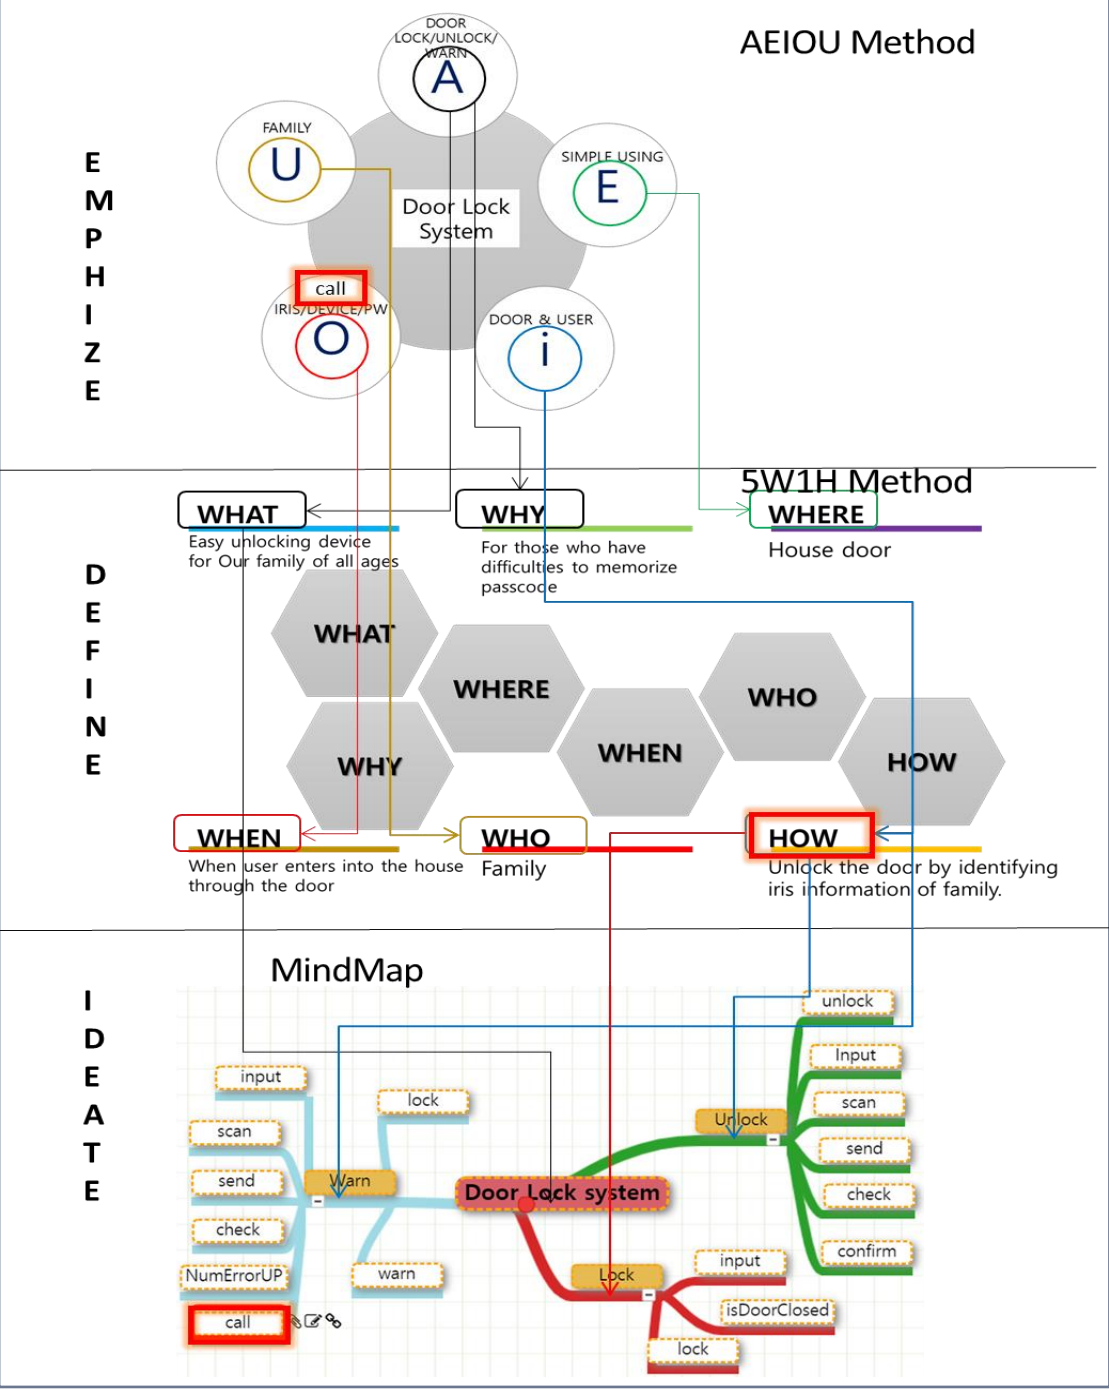 AEIOU Method
DOOR
LOCK/UNLOCK/
WARN
A
FAMILY
U
SIMPLE USING
E
Door Lock
System
call
IRIS/DEVICE/PW
O
DOOR & USER
i
EMPHIZE
5W1H Method
WHAT
Easy unlocking device
for Our family of all ages
WHY
For those who have
difficulties to memorize
passcode
WHERE
House door
DEFINE
WHAT
WHERE
WHO
WHEN
WHY
HOW
WHEN
When user enters into the house
through the door
WHO
Family
HOW
Unlock the door by identifying
iris information of family.
IDEATE
MindMap
unlock
Input
scan
send
check
confirm
Unlock
input
scan
send
check
NumErrorUP
call
lock
Warn
warn
Door Lock system
Lock
input
isDoorClosed
lock